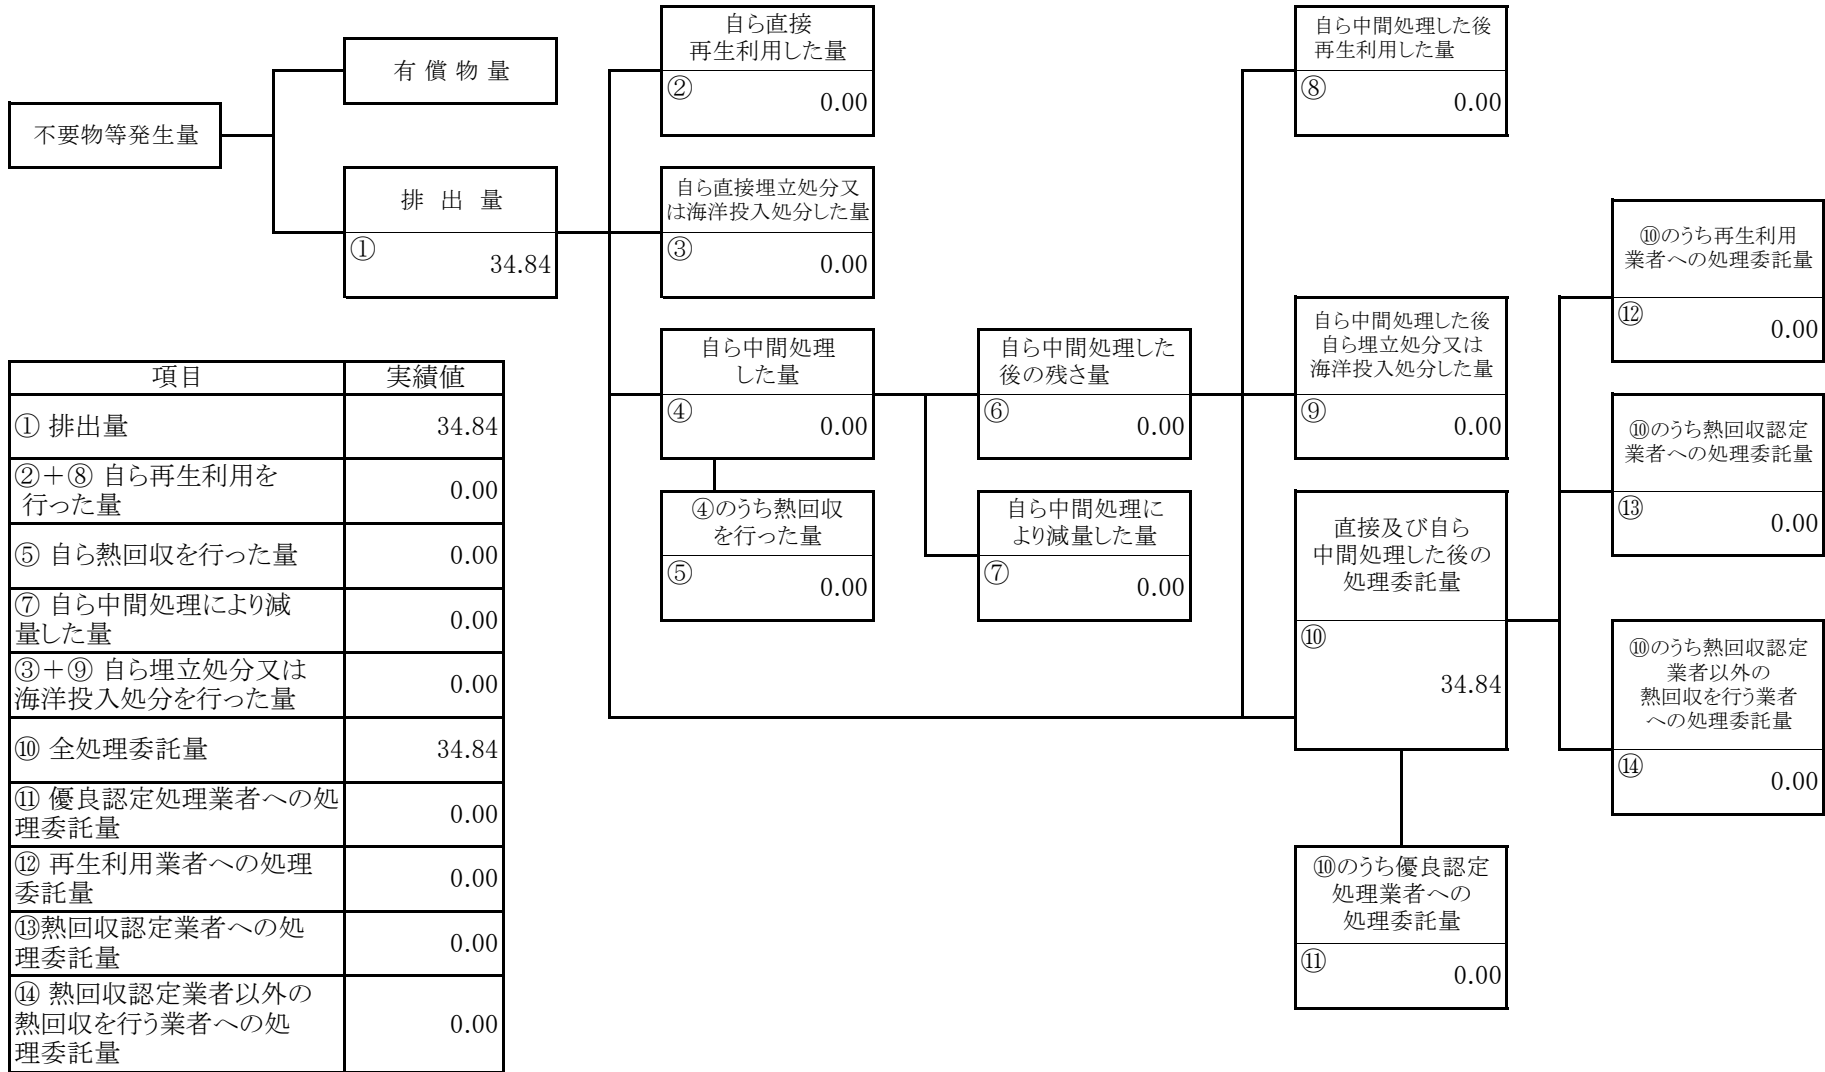 不要物等発生量
有 償 物 量
排 出 量
①
34.84
自ら直接
再生利用した量
②
0.00
自ら直接埋立処分又
は海洋投入処分した量
③
0.00
自ら中間処理
した量
④
0.00
④のうち熱回収
を行った量
⑤
0.00
自ら中間処理した
後の残さ量
⑥
0.00
自ら中間処理に
より減量した量
⑦
0.00
自ら中間処理した後
再生利用した量
⑧
0.00
自ら中間処理した後
自ら埋立処分又は
海洋投入処分した量
⑨
0.00
直接及び自ら
中間処理した後の
処理委託量
⑩
34.84
⑩のうち優良認定
処理業者への
処理委託量
⑪
0.00
⑩のうち再生利用
業者への処理委託量
⑫
0.00
⑩のうち熱回収認定
業者への処理委託量
⑬
0.00
⑩のうち熱回収認定
業者以外の
熱回収を行う業者
への処理委託量
⑭
0.00
項目 実績値
① 排出量 34.84
②＋⑧ 自ら再生利用を
行った量 0.00
⑤ 自ら熱回収を行った量 0.00
⑦ 自ら中間処理により減
量した量 0.00
③＋⑨ 自ら埋立処分又は
海洋投入処分を行った量 0.00
⑩ 全処理委託量 34.84
⑪ 優良認定処理業者への処
理委託量 0.00
⑫ 再生利用業者への処理
委託量 0.00
⑬熱回収認定業者への処
理委託量 0.00
⑭ 熱回収認定業者以外の
熱回収を行う業者への処
理委託量 0.00